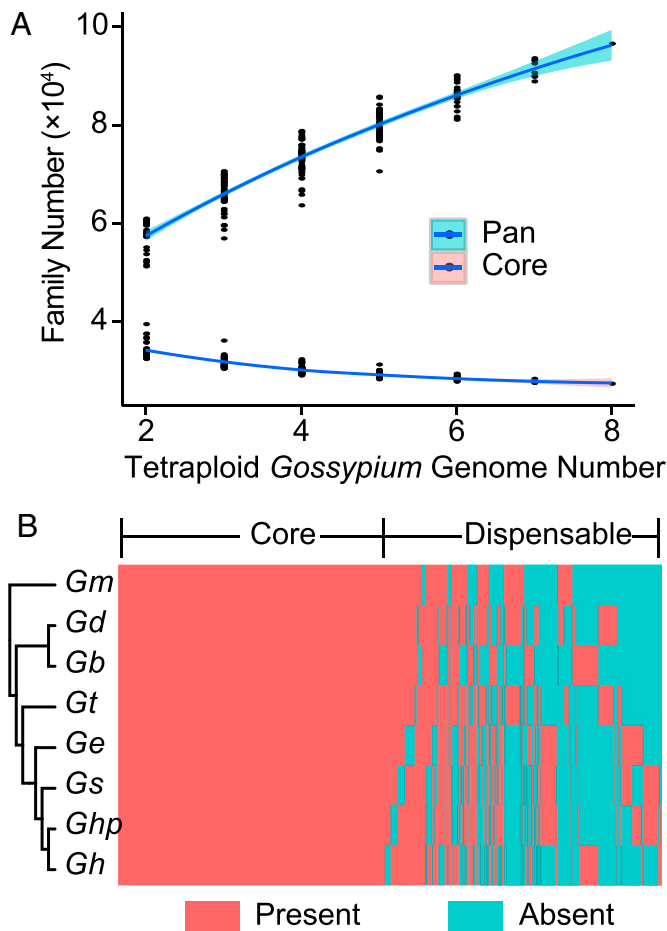 A
Family Number (×10⁴)
10
8
6
4
Pan
Core
2 4 6 8
Tetraploid Gossypium Genome Number
B
Core Dispensable
Gm
Gd
Gb
Gt
Ge
Gs
Ghp
Gh
Present Absent